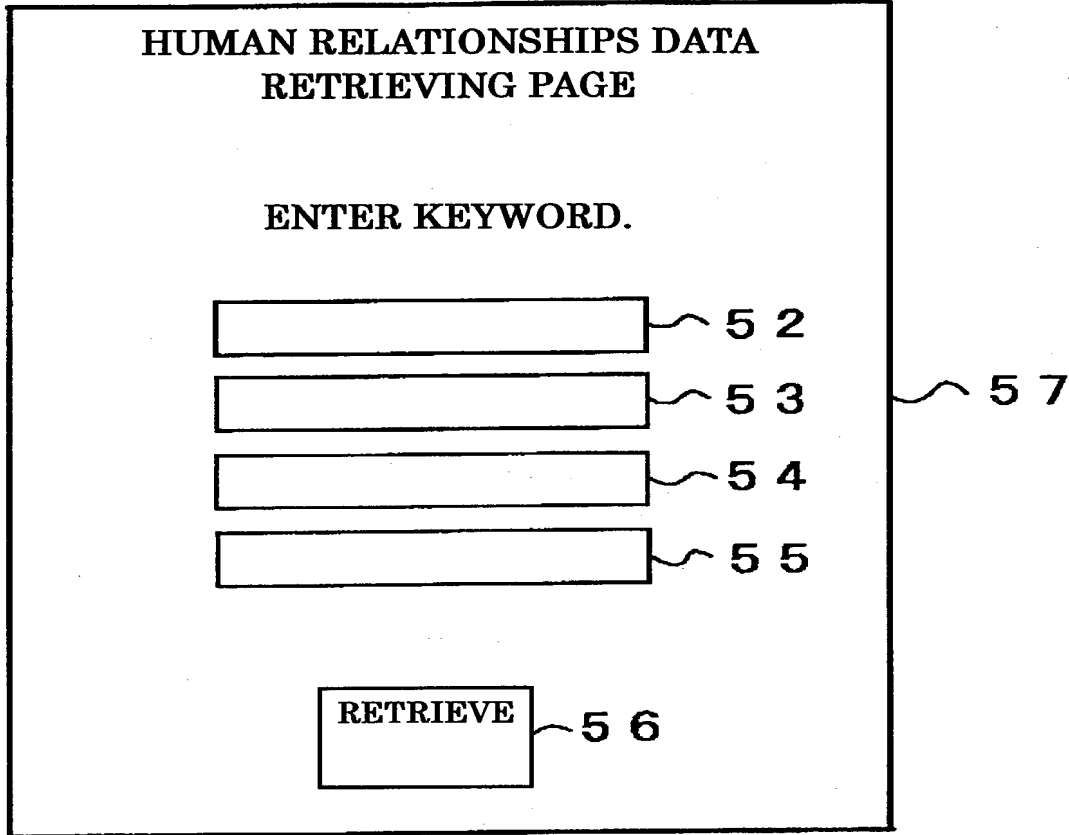 HUMAN RELATIONSHIPS DATA
RETRIEVING PAGE
ENTER KEYWORD.
52
53
57
54
55
RETRIEVE
56